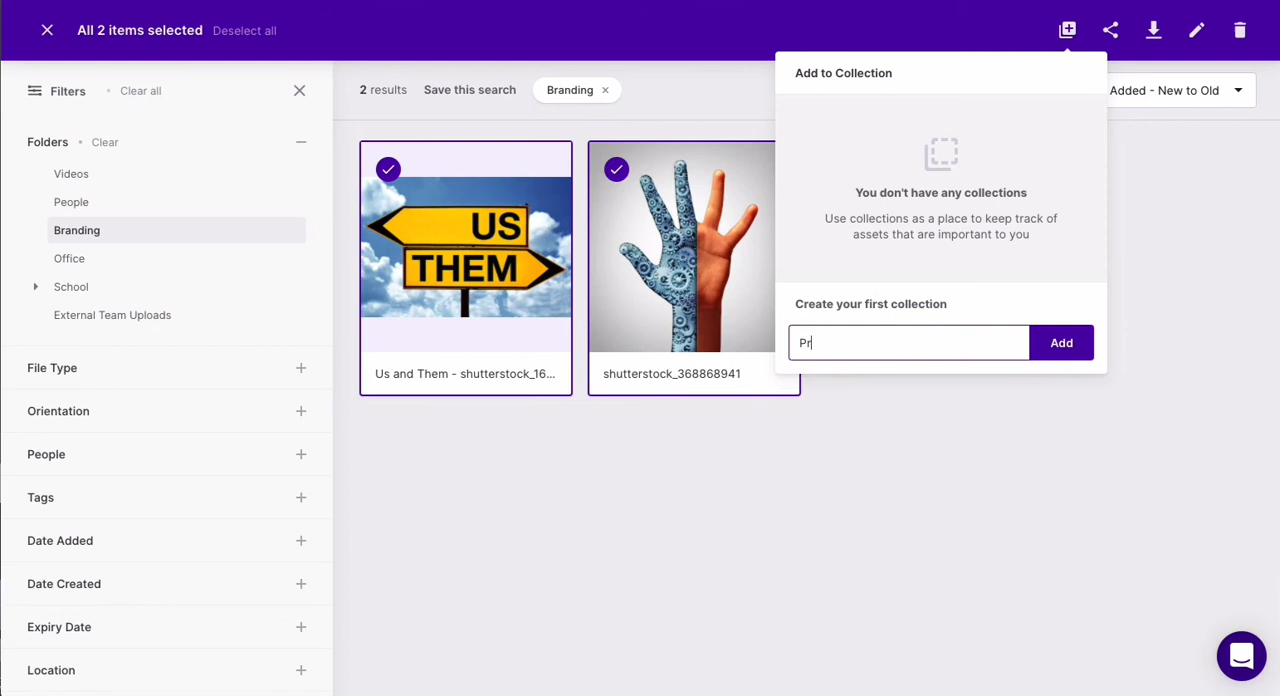 All 2 items selected Deselect all
Add to Collection
Filters • Clear all
2 results Save this search Branding ×
Added - New to Old
Folders • Clear
Videos
People
Branding
Office
School
External Team Uploads
File Type
Orientation
People
Tags
Date Added
Date Created
Expiry Date
Location
US
THEM
Us and Them - shutterstock_16...
shutterstock_368868941
You don't have any collections
Use collections as a place to keep track of
assets that are important to you
Create your first collection
Pr
Add